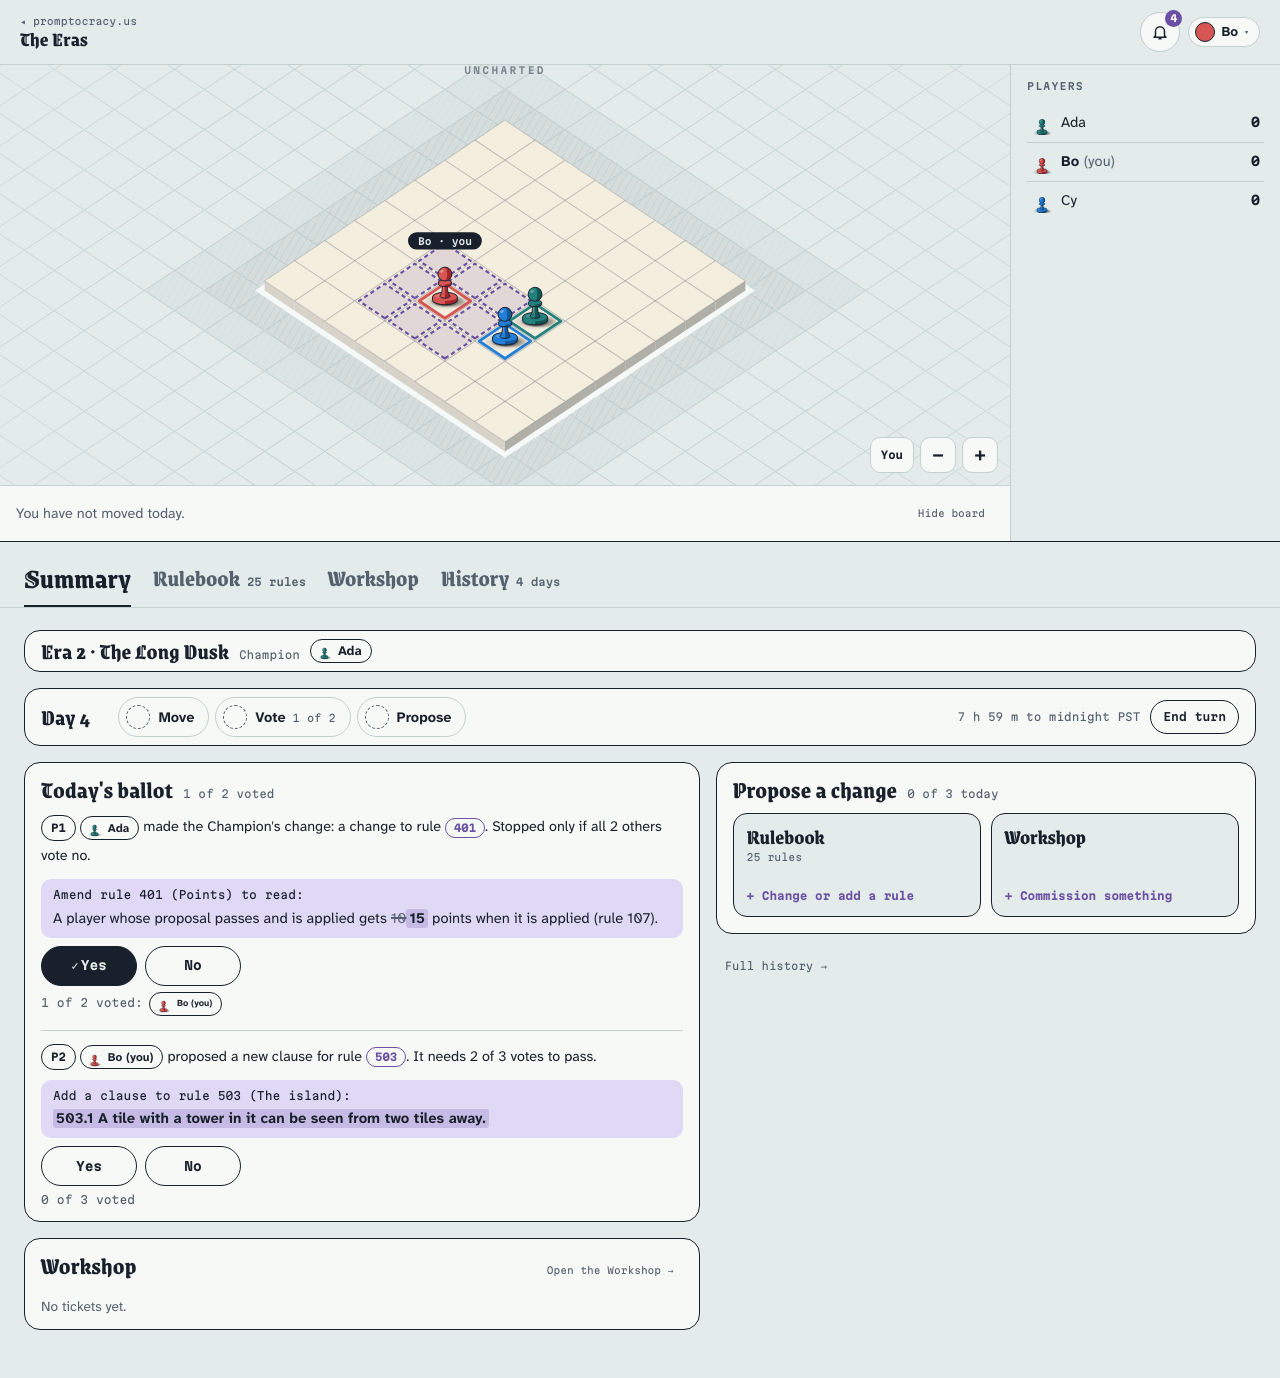 ◂ promptocracy.us
The Eras
4
Bo ▾
UNCHARTED
Bo · you
You
−
+
You have not moved today.
Hide board
PLAYERS
Ada 0
Bo (you) 0
Cy 0
Summary
Rulebook 25 rules
Workshop
History 4 days
Era 2 · The Long Dusk Champion Ada
Day 4
Move
Vote 1 of 2
Propose
7 h 59 m to midnight PST
End turn
Today's ballot 1 of 2 voted
P1 Ada made the Champion's change: a change to rule 401. Stopped only if all 2 others
vote no.
Amend rule 401 (Points) to read:
A player whose proposal passes and is applied gets 10 15 points when it is applied (rule 107).
✓Yes
No
1 of 2 voted: Bo (you)
P2 Bo (you) proposed a new clause for rule 503. It needs 2 of 3 votes to pass.
Add a clause to rule 503 (The island):
503.1 A tile with a tower in it can be seen from two tiles away.
Yes
No
0 of 3 voted
Workshop
Open the Workshop →
No tickets yet.
Propose a change 0 of 3 today
Rulebook
25 rules
+ Change or add a rule
Workshop
+ Commission something
Full history →